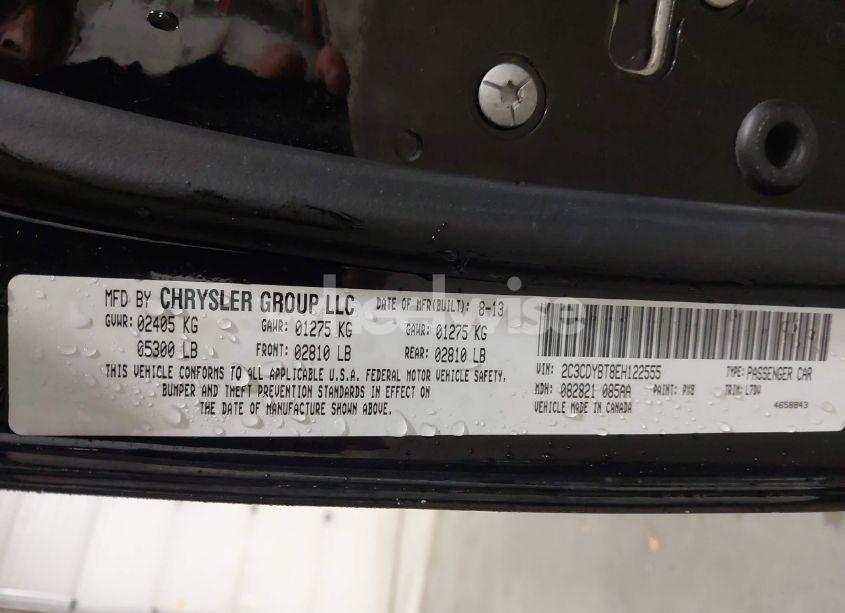 MFD BY CHRYSLER GROUP LLC DATE OF MFR(BUILT): 8-13
GVWR: 02405 KG GAWR: 01275 KG GAWR: 01275 KG
05300 LB FRONT: 02810 LB REAR: 02810 LB
THIS VEHICLE CONFORMS TO ALL APPLICABLE U.S.A. FEDERAL MOTOR VEHICLE SAFETY,
BUMPER AND THEFT PREVENTION STANDARDS IN EFFECT ON
THE DATE OF MANUFACTURE SHOWN ABOVE.
VIN: 2C3CDYBT8EH122555 TYPE: PASSENGER CAR
MDH: 082821 085AA PAINT: PX8 TRIM: L7DV
VEHICLE MADE IN CANADA 4658843